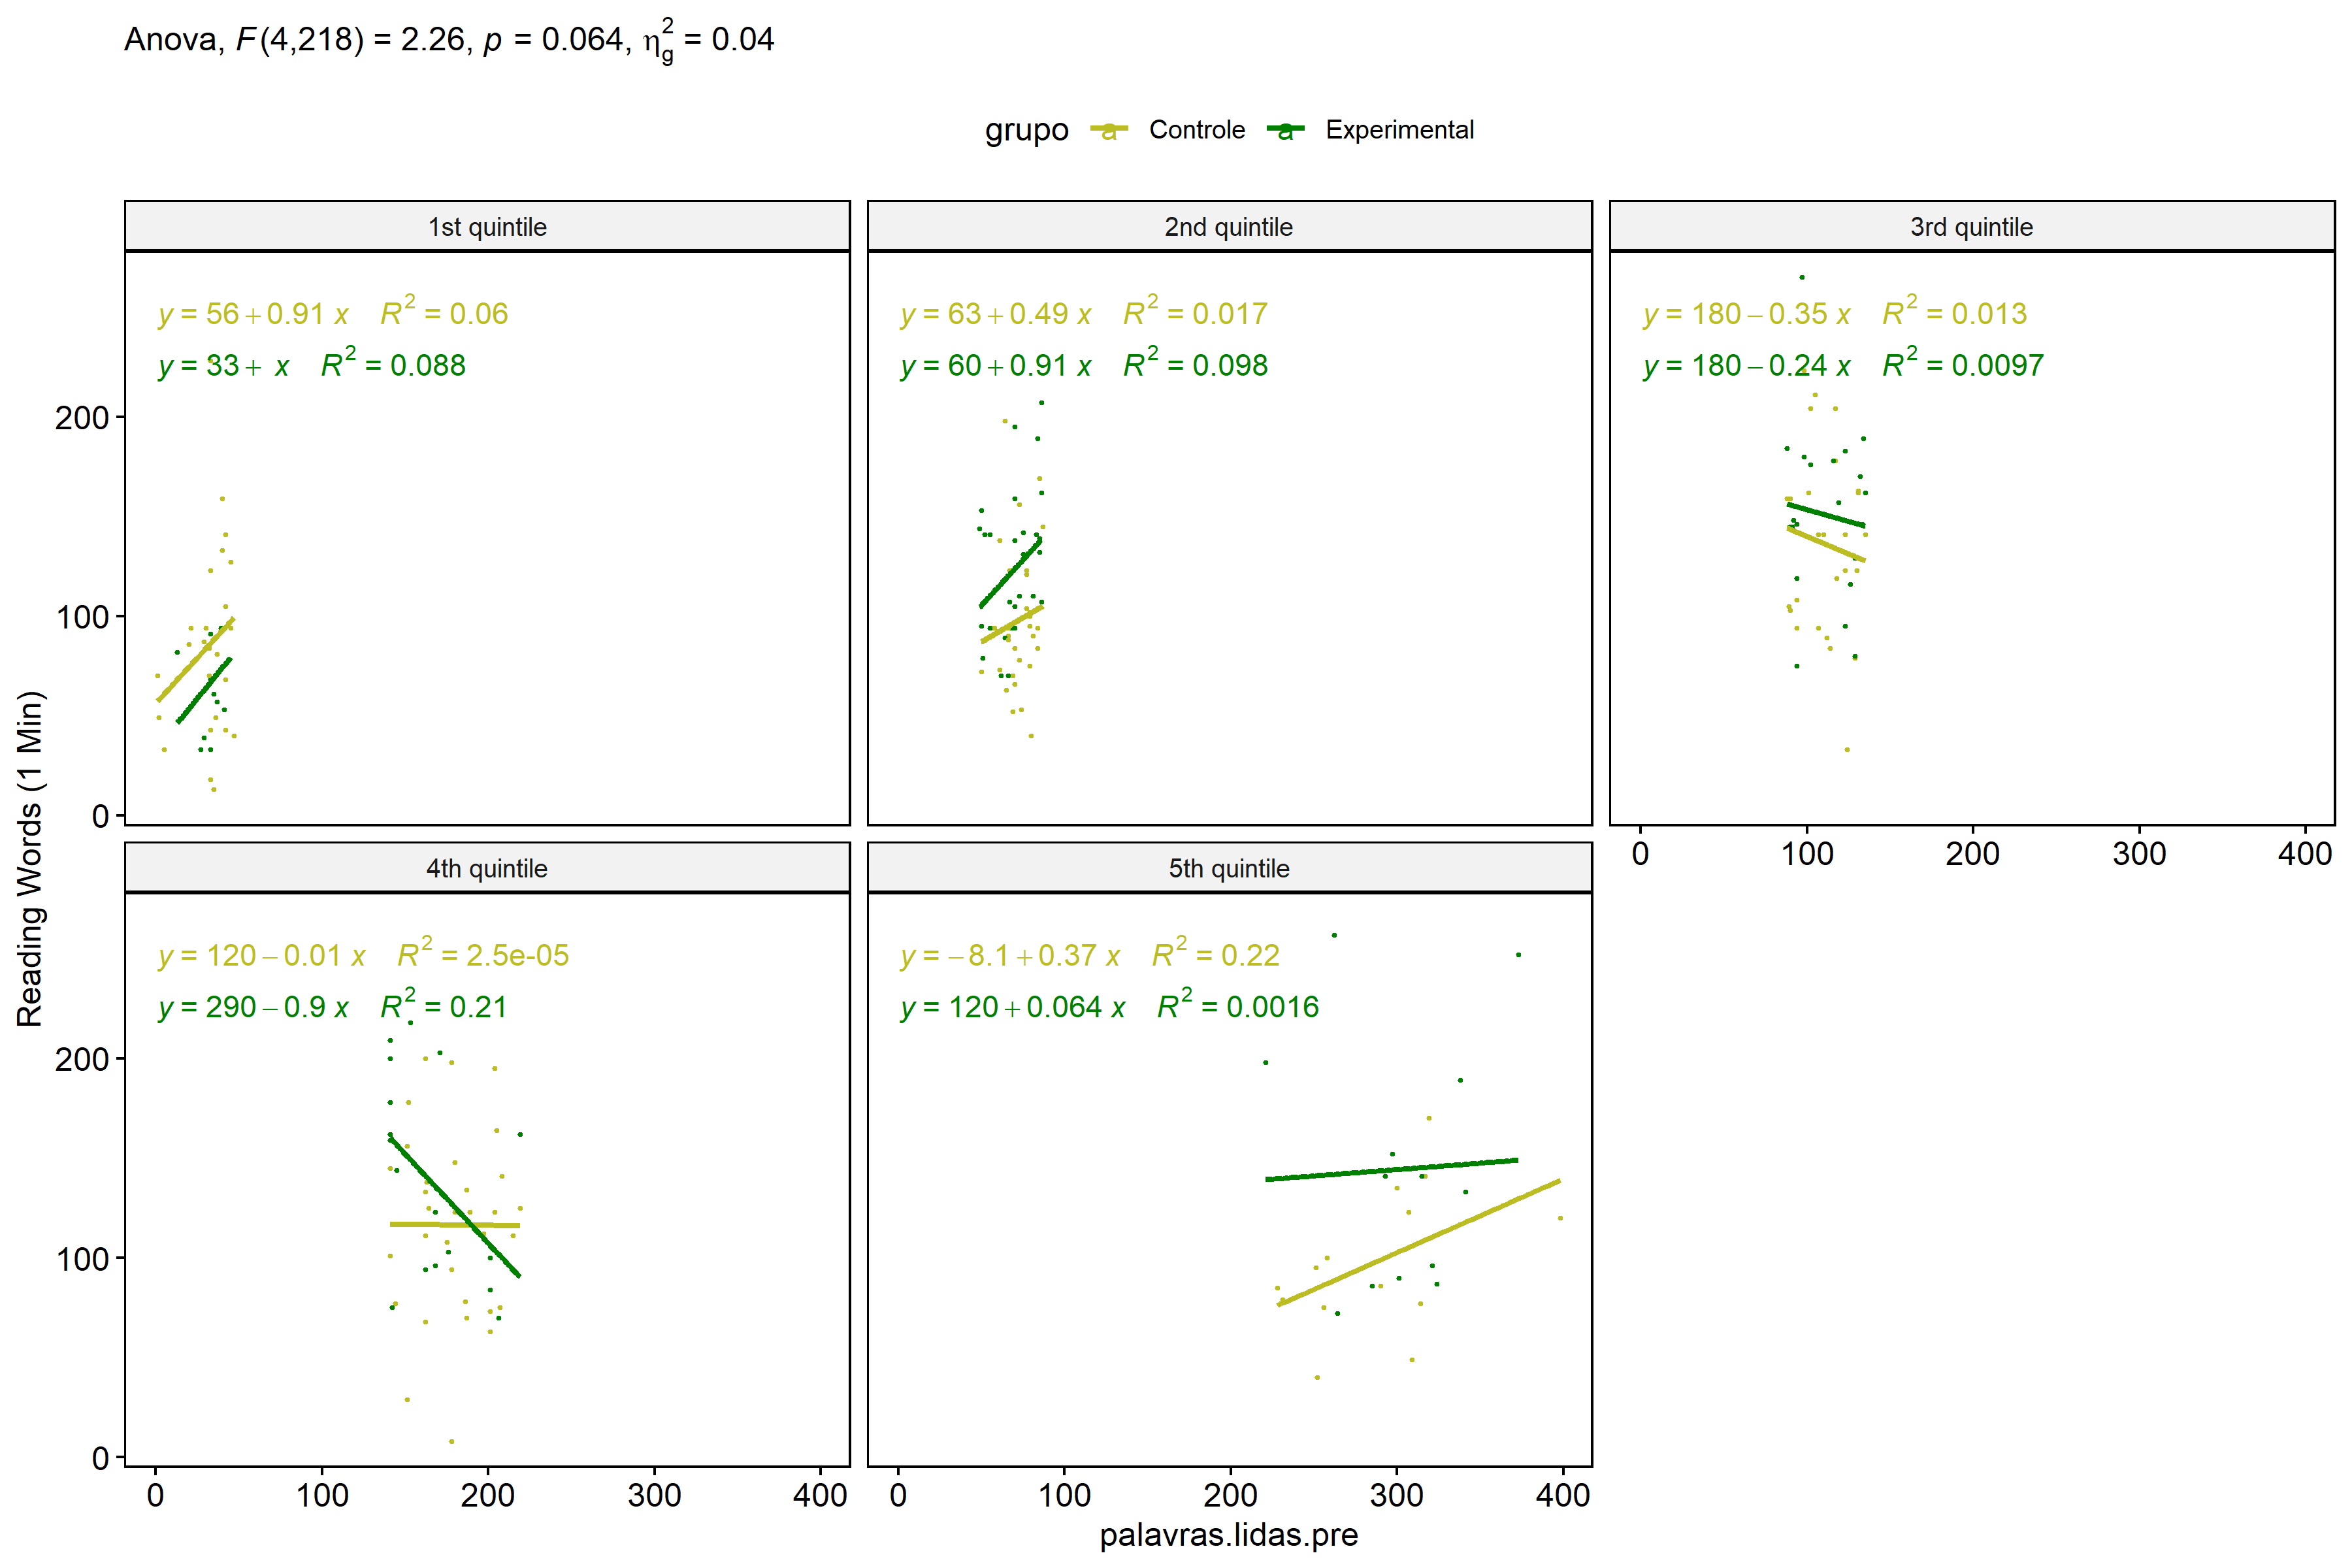 Anova, F(4,218) = 2.26, p = 0.064, η²g = 0.04
grupo a Controle a Experimental
1st quintile
y = 56 + 0.91 x R² = 0.06
y = 33 + x R² = 0.088
2nd quintile
y = 63 + 0.49 x R² = 0.017
y = 60 + 0.91 x R² = 0.098
3rd quintile
y = 180 − 0.35 x R² = 0.013
y = 180 − 0.24 x R² = 0.0097
200
100
0
0 100 200 300 400
4th quintile
y = 120 − 0.01 x R² = 2.5e-05
y = 290 − 0.9 x R² = 0.21
5th quintile
y = −8.1 + 0.37 x R² = 0.22
y = 120 + 0.064 x R² = 0.0016
200
100
0
0 100 200 300 400
0 100 200 300 400
Reading Words (1 Min)
palavras.lidas.pre